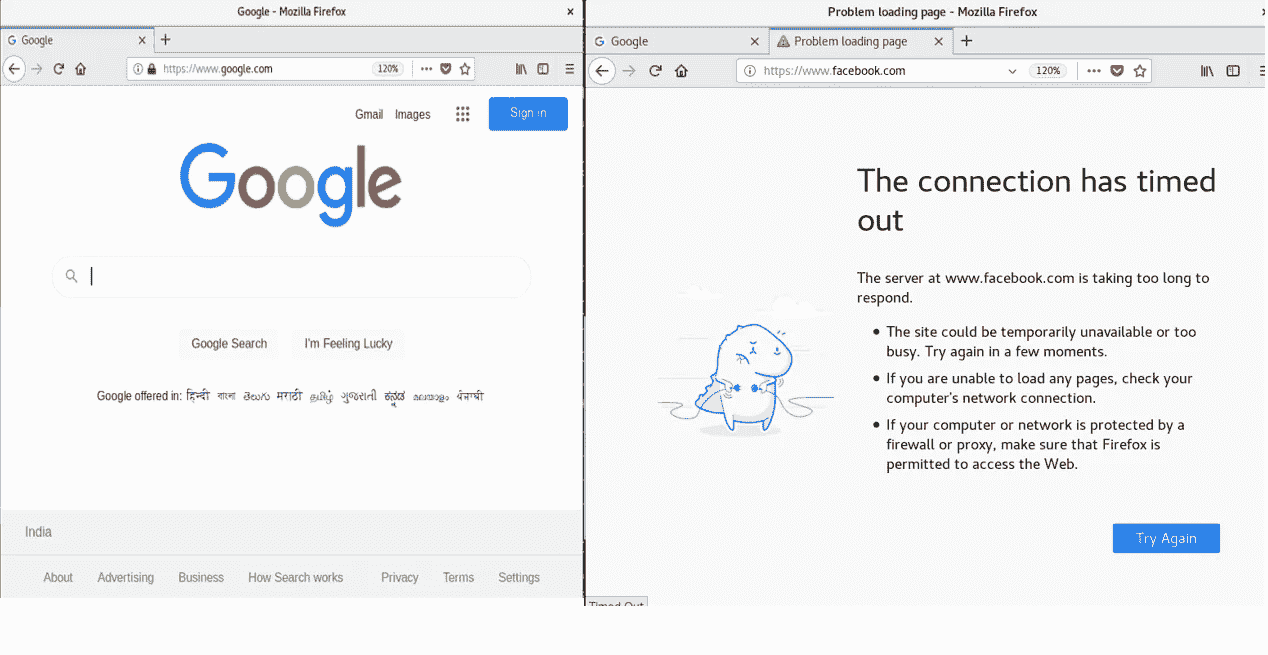 Google - Mozilla Firefox
Google
https://www.google.com
120%
Gmail Images
Sign in
Google
Google Search I'm Feeling Lucky
Google offered in: हिन्दी বাংলা తెలుగు मराठी தமிழ் ગુજરાતી ಕನ್ನಡ മലയാളം ਪੰਜਾਬੀ
India
About Advertising Business How Search works Privacy Terms Settings
Problem loading page - Mozilla Firefox
Google
Problem loading page
https://www.facebook.com
120%
The connection has timed
out
The server at www.facebook.com is taking too long to
respond.
• The site could be temporarily unavailable or too
busy. Try again in a few moments.
• If you are unable to load any pages, check your
computer's network connection.
• If your computer or network is protected by a
firewall or proxy, make sure that Firefox is
permitted to access the Web.
Try Again
Timed Out